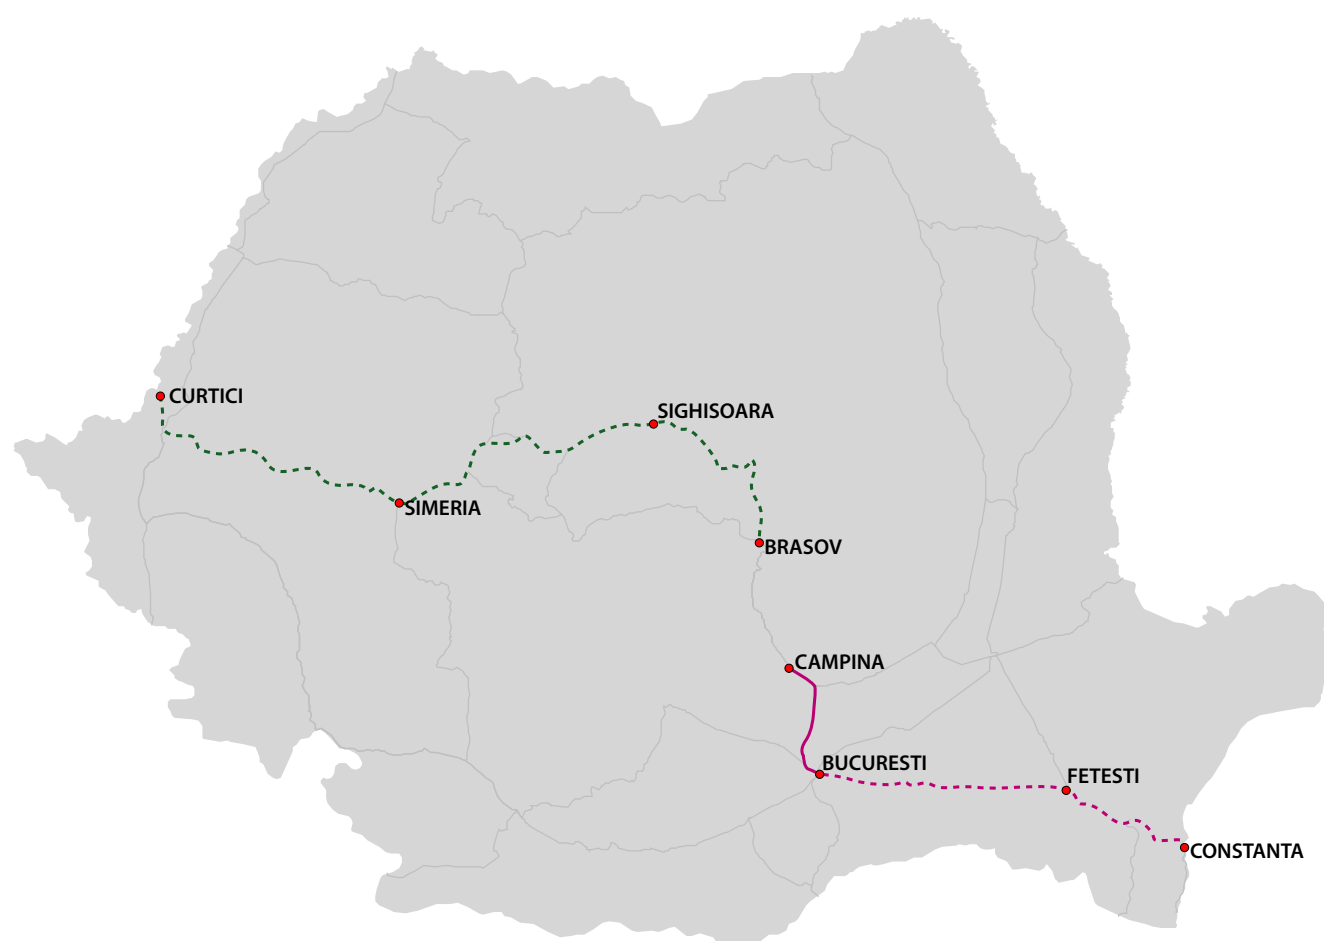 CURTICI
SIGHISOARA
SIMERIA
BRASOV
CAMPINA
BUCURESTI
FETESTI
CONSTANTA